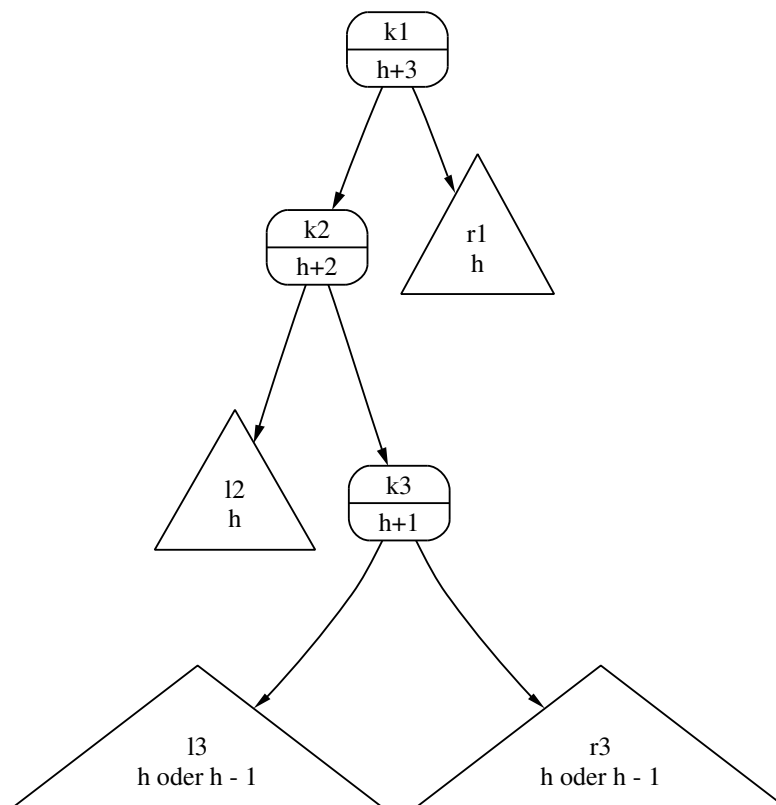 k1
h+3
k2
h+2
r1
h
l2
h
k3
h+1
l3
h oder h - 1
r3
h oder h - 1